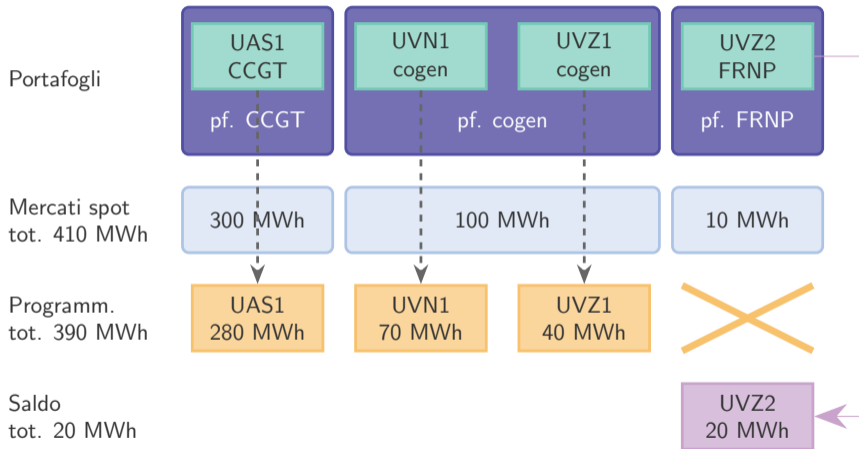 Portafogli
UAS1
CCGT
UVN1
cogen
UVZ1
cogen
UVZ2
FRNP
pf. CCGT
pf. cogen
pf. FRNP
Mercati spot
tot. 410 MWh
300 MWh
100 MWh
10 MWh
Programm.
tot. 390 MWh
UAS1
280 MWh
UVN1
70 MWh
UVZ1
40 MWh
Saldo
tot. 20 MWh
UVZ2
20 MWh